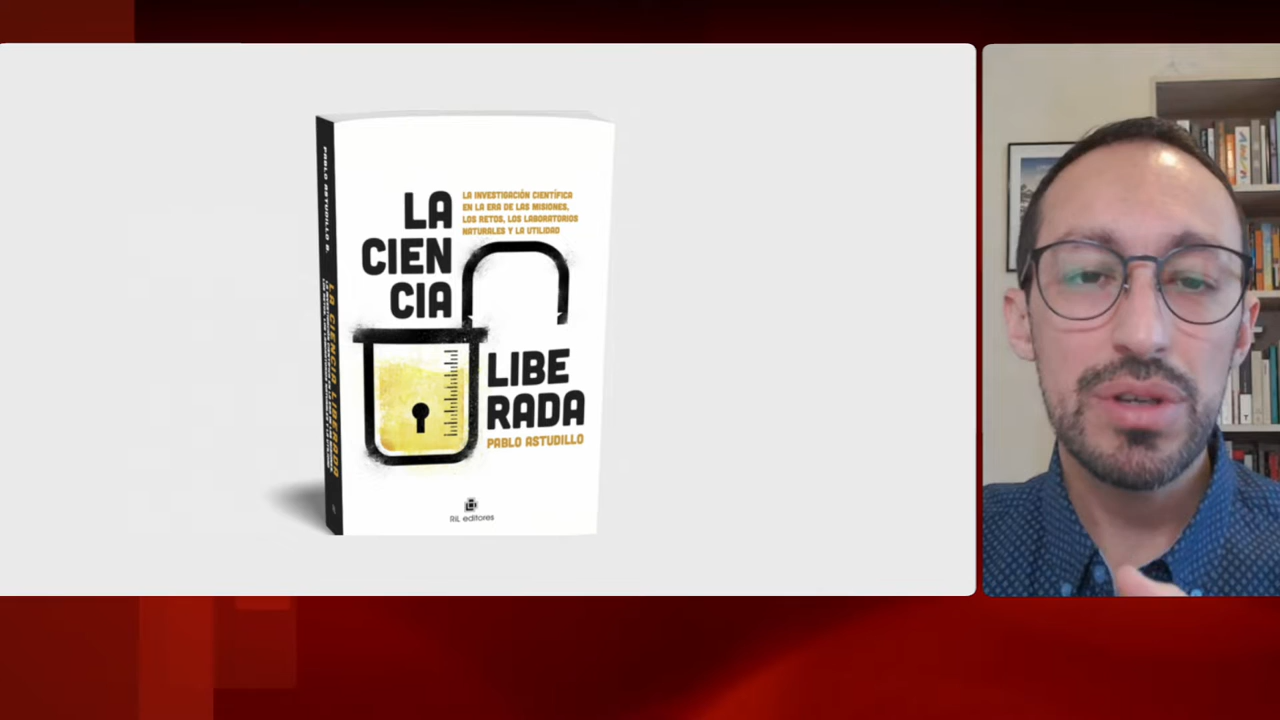 PABLO ASTUDILLO B.
LA CIENCIA LIBERADA
LA
CIEN
CIA
LA INVESTIGACIÓN CIENTÍFICA
EN LA ERA DE LAS MISIONES,
LOS RETOS, LOS LABORATORIOS
NATURALES Y LA UTILIDAD
LIBE
RADA
PABLO ASTUDILLO
RiL editores